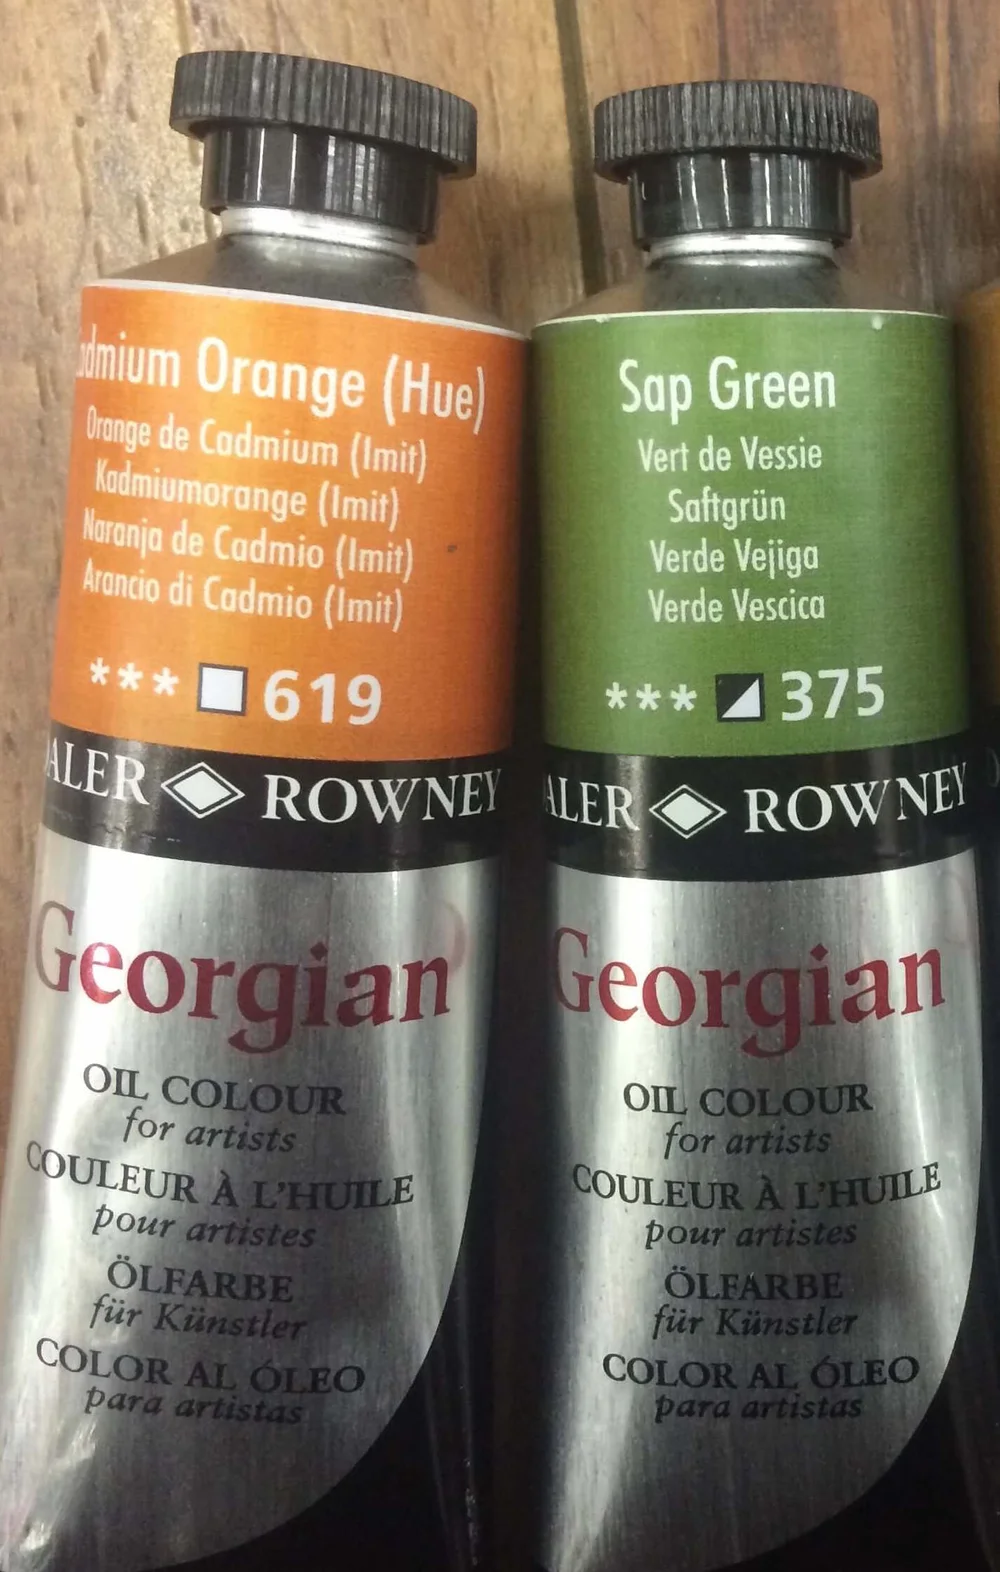 admium Orange (Hue)
Orange de Cadmium (Imit)
Kadmiumorange (Imit)
Naranja de Cadmio (Imit)
Arancio di Cadmio (Imit)
*** 619
ALER ROWNEY
Georgian
OIL COLOUR
for artists
COULEUR À L'HUILE
pour artistes
ÖLFARBE
für Künstler
COLOR AL ÓLEO
para artistas
Sap Green
Vert de Vessie
Saftgrün
Verde Vejiga
Verde Vescica
*** 375
ALER ROWNEY
Georgian
OIL COLOUR
for artists
COULEUR À L'HUILE
pour artistes
ÖLFARBE
für Künstler
COLOR AL ÓLEO
para artistas